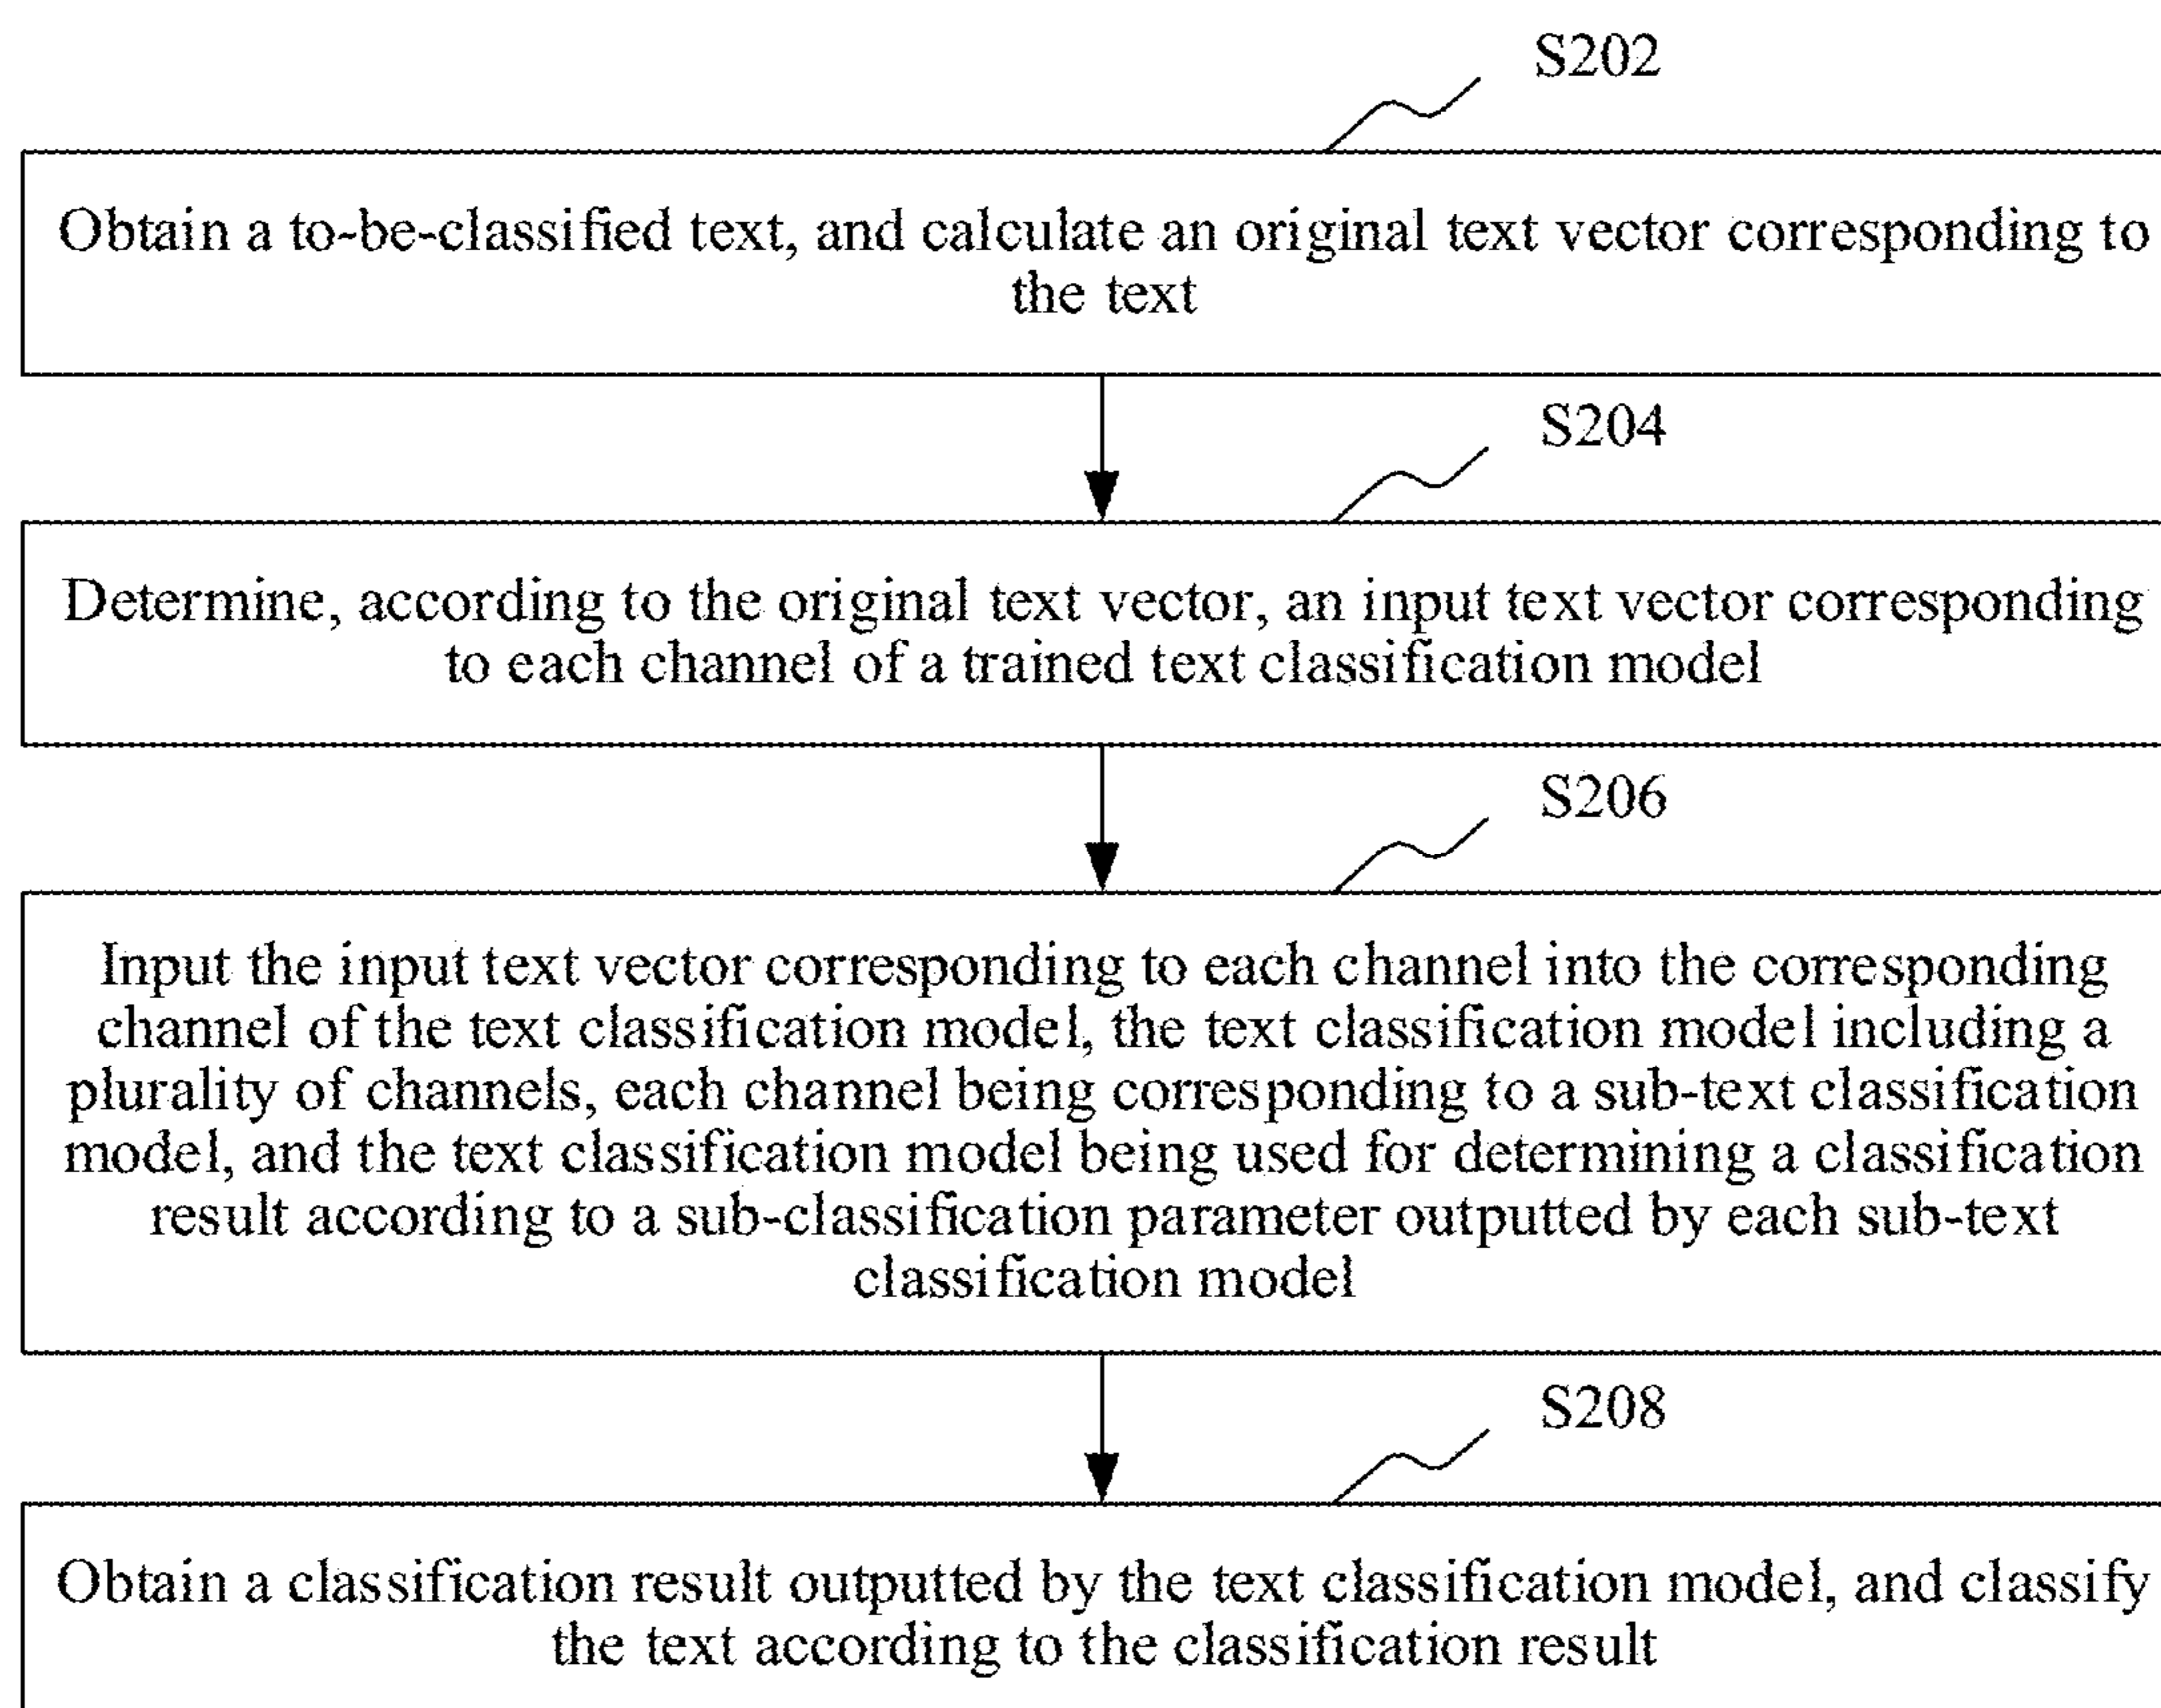 S202
Obtain a to-be-classified text, and calculate an original text vector corresponding to
the text
S204
Determine, according to the original text vector, an input text vector corresponding
to each channel of a trained text classification model
S206
Input the input text vector corresponding to each channel into the corresponding
channel of the text classification model, the text classification model including a
plurality of channels, each channel being corresponding to a sub-text classification
model, and the text classification model being used for determining a classification
result according to a sub-classification parameter outputted by each sub-text
classification model
S208
Obtain a classification result outputted by the text classification model, and classify
the text according to the classification result